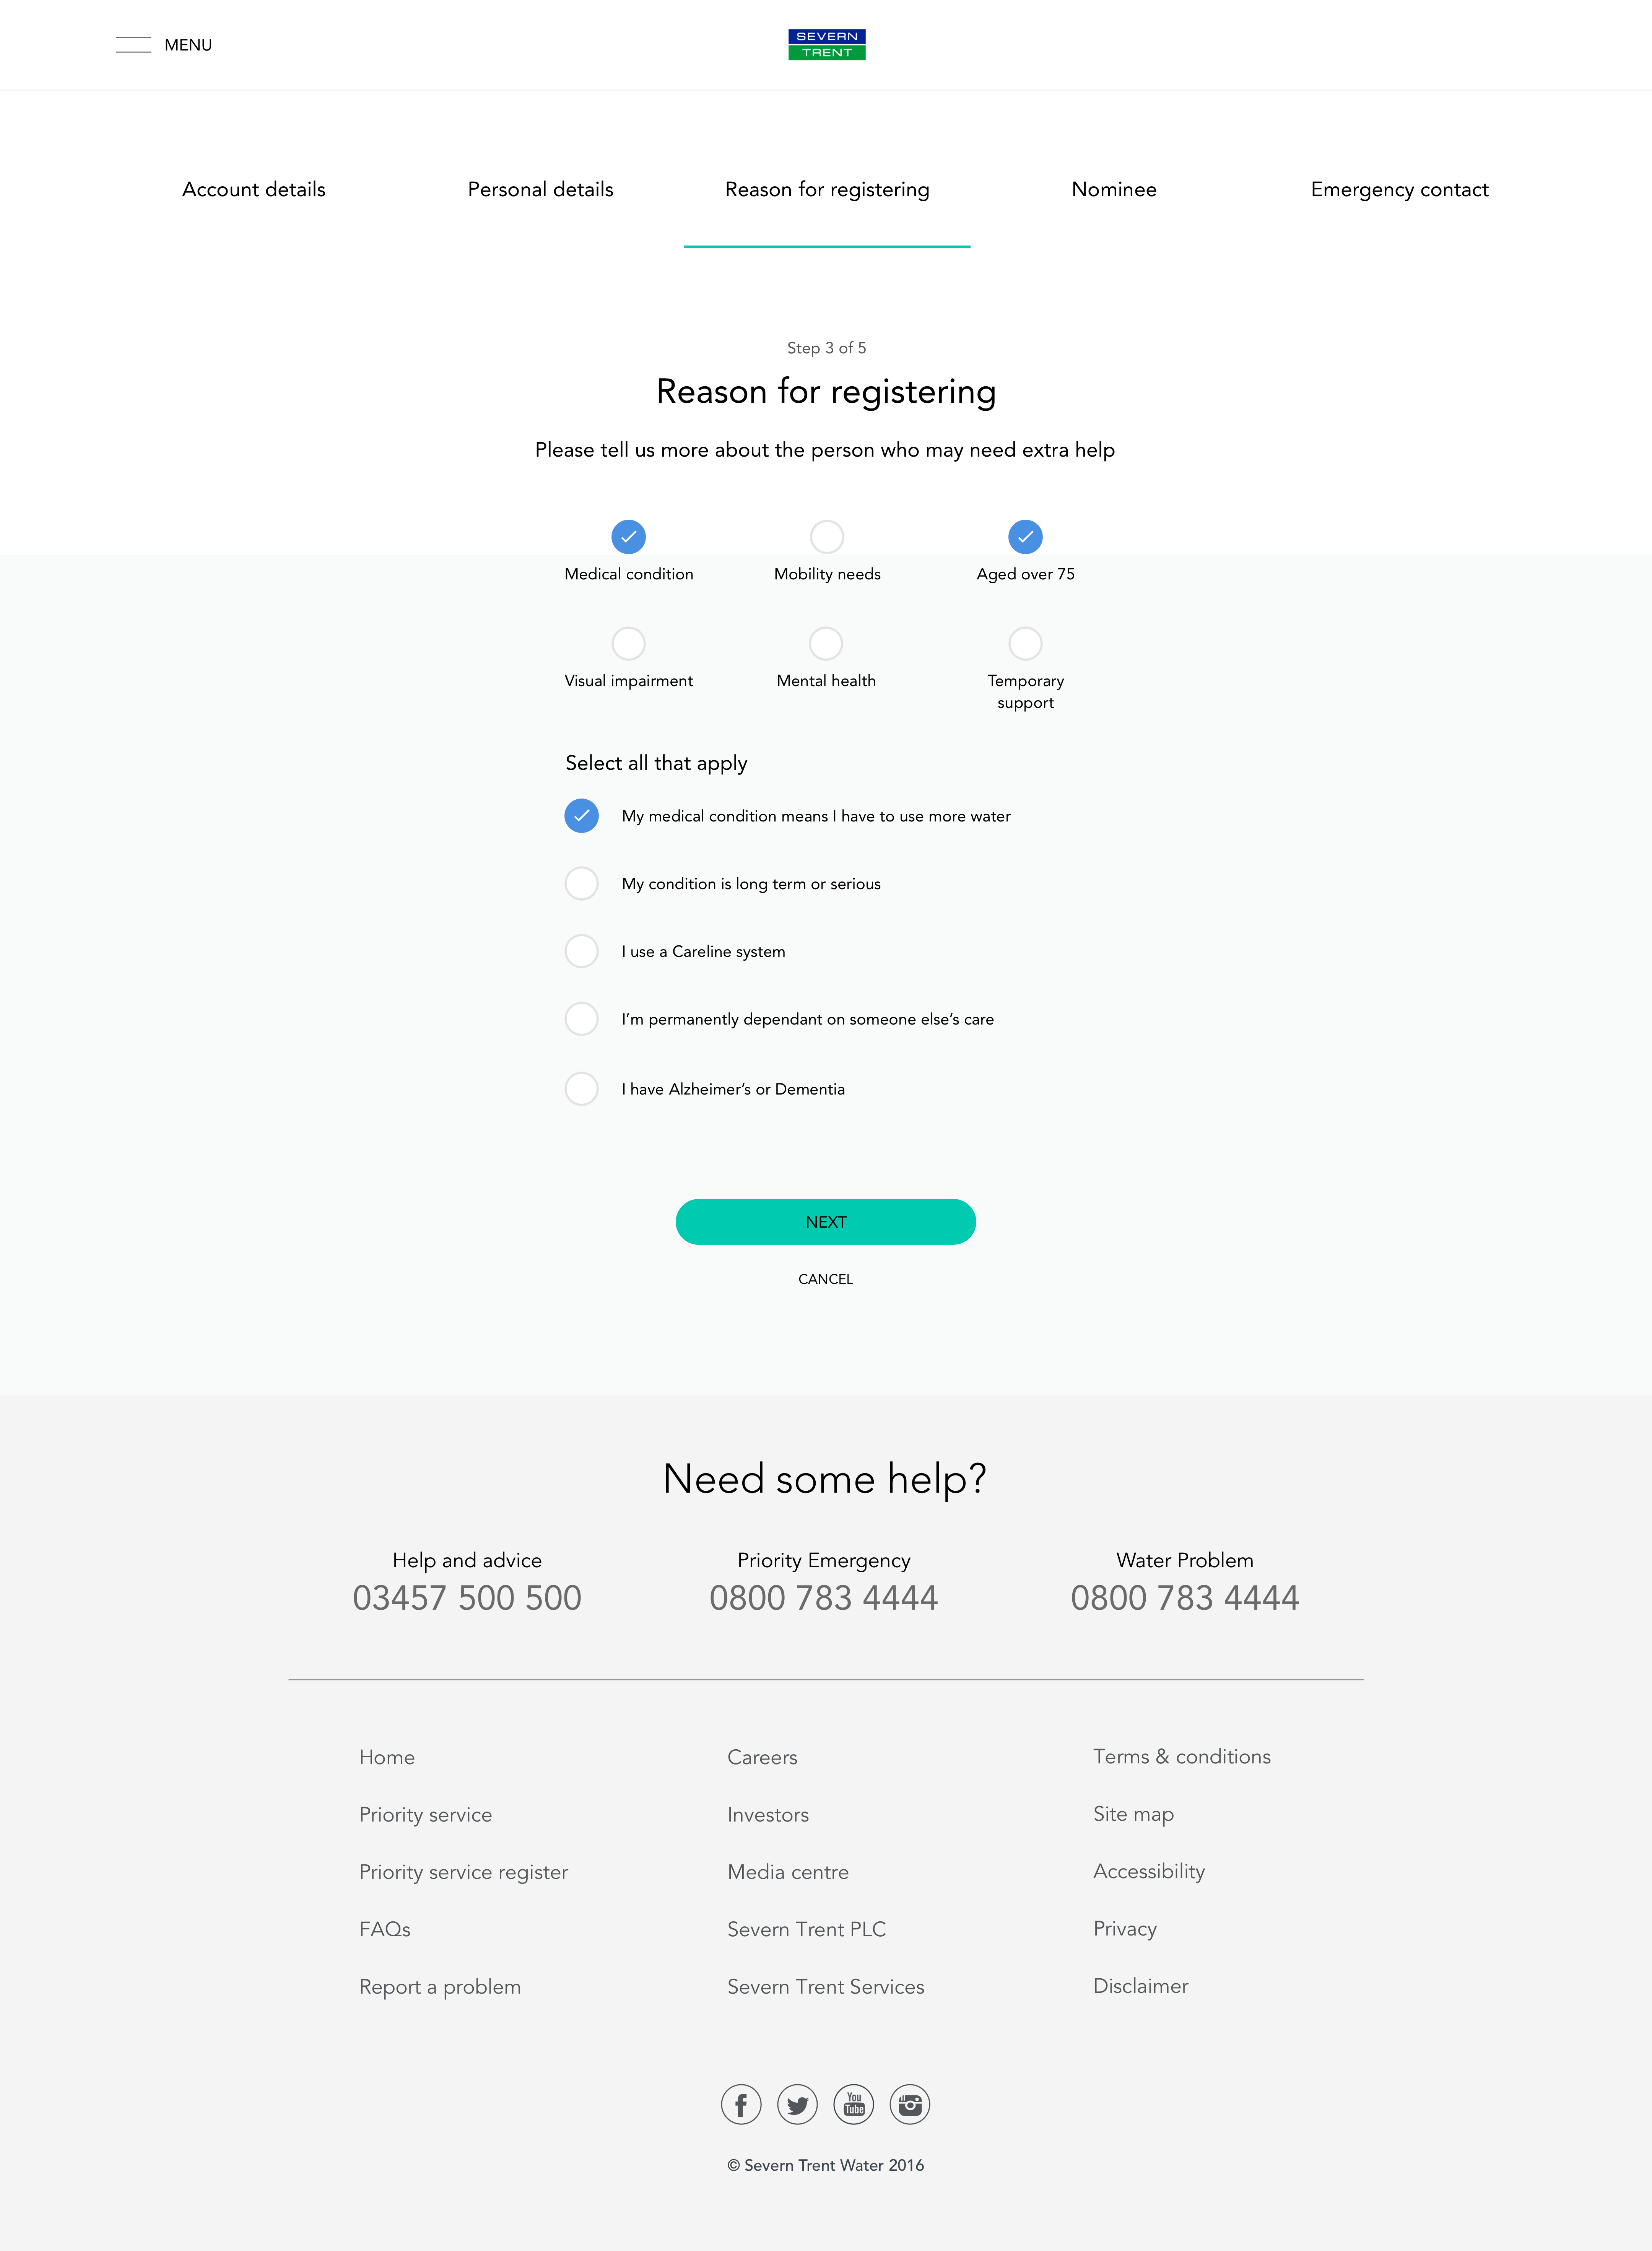 MENU
SEVERN
TRENT
Account details
Personal details
Reason for registering
Nominee
Emergency contact
Step 3 of 5
Reason for registering
Please tell us more about the person who may need extra help
Medical condition
Mobility needs
Aged over 75
Visual impairment
Mental health
Temporary
support
Select all that apply
My medical condition means I have to use more water
My condition is long term or serious
I use a Careline system
I'm permanently dependant on someone else's care
I have Alzheimer's or Dementia
NEXT
CANCEL
Need some help?
Help and advice
03457 500 500
Priority Emergency
0800 783 4444
Water Problem
0800 783 4444
Home
Priority service
Priority service register
FAQs
Report a problem
Careers
Investors
Media centre
Severn Trent PLC
Severn Trent Services
Terms & conditions
Site map
Accessibility
Privacy
Disclaimer
You
Tube
© Severn Trent Water 2016